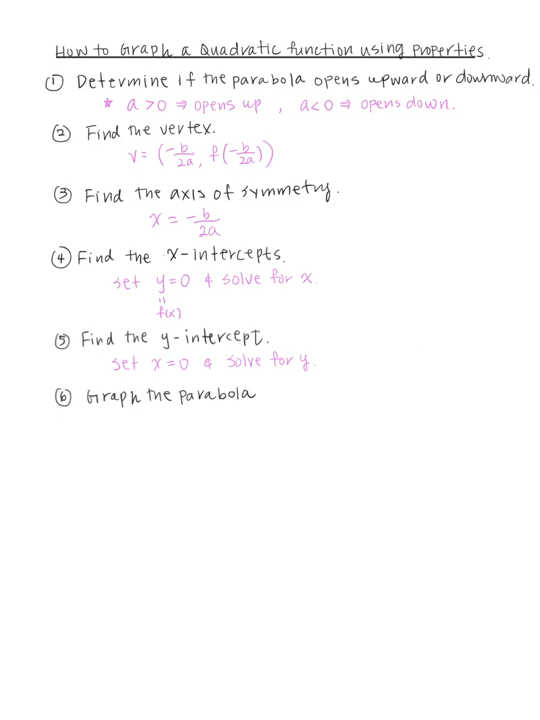 How to Graph a Quadratic function using Properties.
① Determine if the parabola opens upward or downward.
* a > 0 ⇒ opens up , a < 0 ⇒ opens down.
② Find the vertex.
V = (-b/2a, f(-b/2a))
③ Find the axis of symmetry.
x = -b/2a
④ Find the x-intercepts.
set y = 0 & solve for x.
"
f(x)
⑤ Find the y-intercept.
set x = 0 & solve for y.
⑥ Graph the parabola